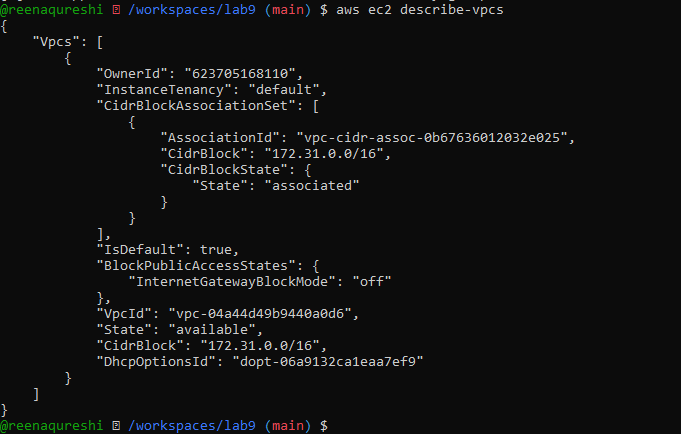 @reenaqureshi /workspaces/lab9 (main) $ aws ec2 describe-vpcs
{
    "Vpcs": [
        {
            "OwnerId": "623705168110",
            "InstanceTenancy": "default",
            "CidrBlockAssociationSet": [
                {
                    "AssociationId": "vpc-cidr-assoc-0b67636012032e025",
                    "CidrBlock": "172.31.0.0/16",
                    "CidrBlockState": {
                        "State": "associated"
                    }
                }
            ],
            "IsDefault": true,
            "BlockPublicAccessStates": {
                "InternetGatewayBlockMode": "off"
            },
            "VpcId": "vpc-04a44d49b9440a0d6",
            "State": "available",
            "CidrBlock": "172.31.0.0/16",
            "DhcpOptionsId": "dopt-06a9132ca1eaa7ef9"
        }
    ]
}
@reenaqureshi /workspaces/lab9 (main) $